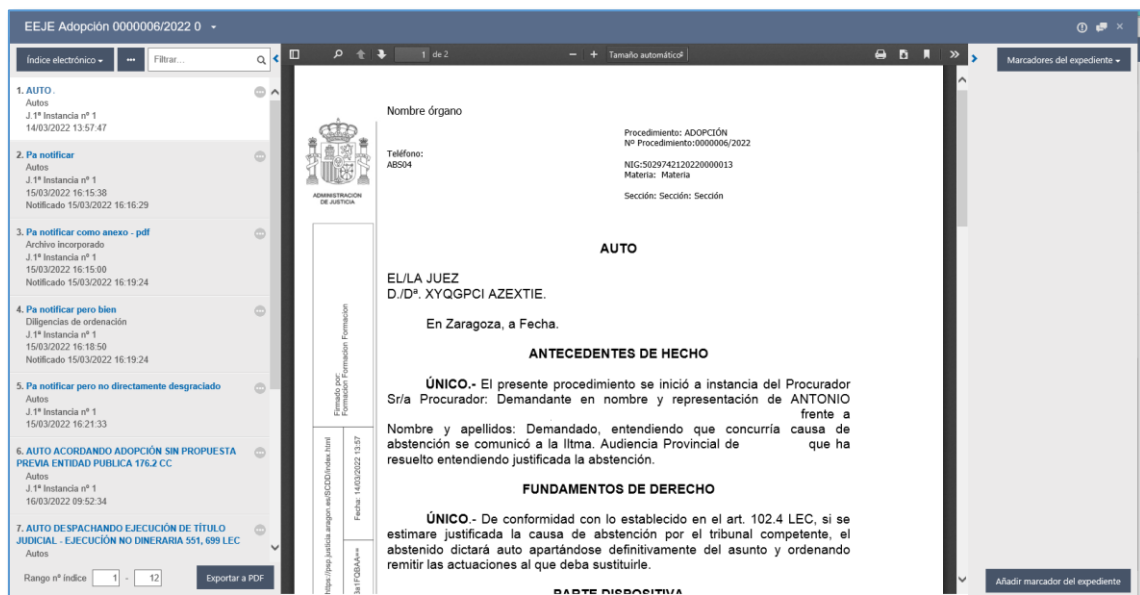 EEJE Adopción 0000006/2022 0
Índice electrónico
Filtrar...
1 de 2
Tamaño automático
Marcadores del expediente
1. AUTO .
Autos
J.1ª Instancia nº 1
14/03/2022 13:57:47
2. Pa notificar
Autos
J.1ª Instancia nº 1
15/03/2022 16:15:38
Notificado 15/03/2022 16:16:29
3. Pa notificar como anexo - pdf
Archivo incorporado
J.1ª Instancia nº 1
15/03/2022 16:15:00
Notificado 15/03/2022 16:19:24
4. Pa notificar pero bien
Diligencias de ordenación
J.1ª Instancia nº 1
15/03/2022 16:18:50
Notificado 15/03/2022 16:19:24
5. Pa notificar pero no directamente desgraciado
Autos
J.1ª Instancia nº 1
15/03/2022 16:21:33
6. AUTO ACORDANDO ADOPCIÓN SIN PROPUESTA
PREVIA ENTIDAD PUBLICA 176.2 CC
Autos
J.1ª Instancia nº 1
16/03/2022 09:52:34
7. AUTO DESPACHANDO EJECUCIÓN DE TÍTULO
JUDICIAL - EJECUCIÓN NO DINERARIA 551, 699 LEC
Autos
Rango nº índice 1 - 12
Exportar a PDF
ADMINISTRACION
DE JUSTICIA
Nombre órgano
Teléfono:
ABS04
Procedimiento: ADOPCIÓN
Nº Procedimiento:0000006/2022
NIG:5029742120220000013
Materia: Materia
Sección: Sección: Sección
AUTO
EL/LA JUEZ
D./Dª. XYQGPCI AZEXTIE.
En Zaragoza, a Fecha.
ANTECEDENTES DE HECHO
ÚNICO.- El presente procedimiento se inició a instancia del Procurador
Sr/a Procurador: Demandante en nombre y representación de ANTONIO
frente a
Nombre y apellidos: Demandado, entendiendo que concurría causa de
abstención se comunicó a la Iltma. Audiencia Provincial de que ha
resuelto entendiendo justificada la abstención.
FUNDAMENTOS DE DERECHO
ÚNICO.- De conformidad con lo establecido en el art. 102.4 LEC, si se
estimare justificada la causa de abstención por el tribunal competente, el
abstenido dictará auto apartándose definitivamente del asunto y ordenando
remitir las actuaciones al que deba sustituirle.
PARTE DISPOSITIVA
Firmado por:
Formacion Formacion Formacion
https://psp.justicia.aragon.es/SCDD/index.html
Fecha: 14/03/2022 13:57
Añadir marcador del expediente